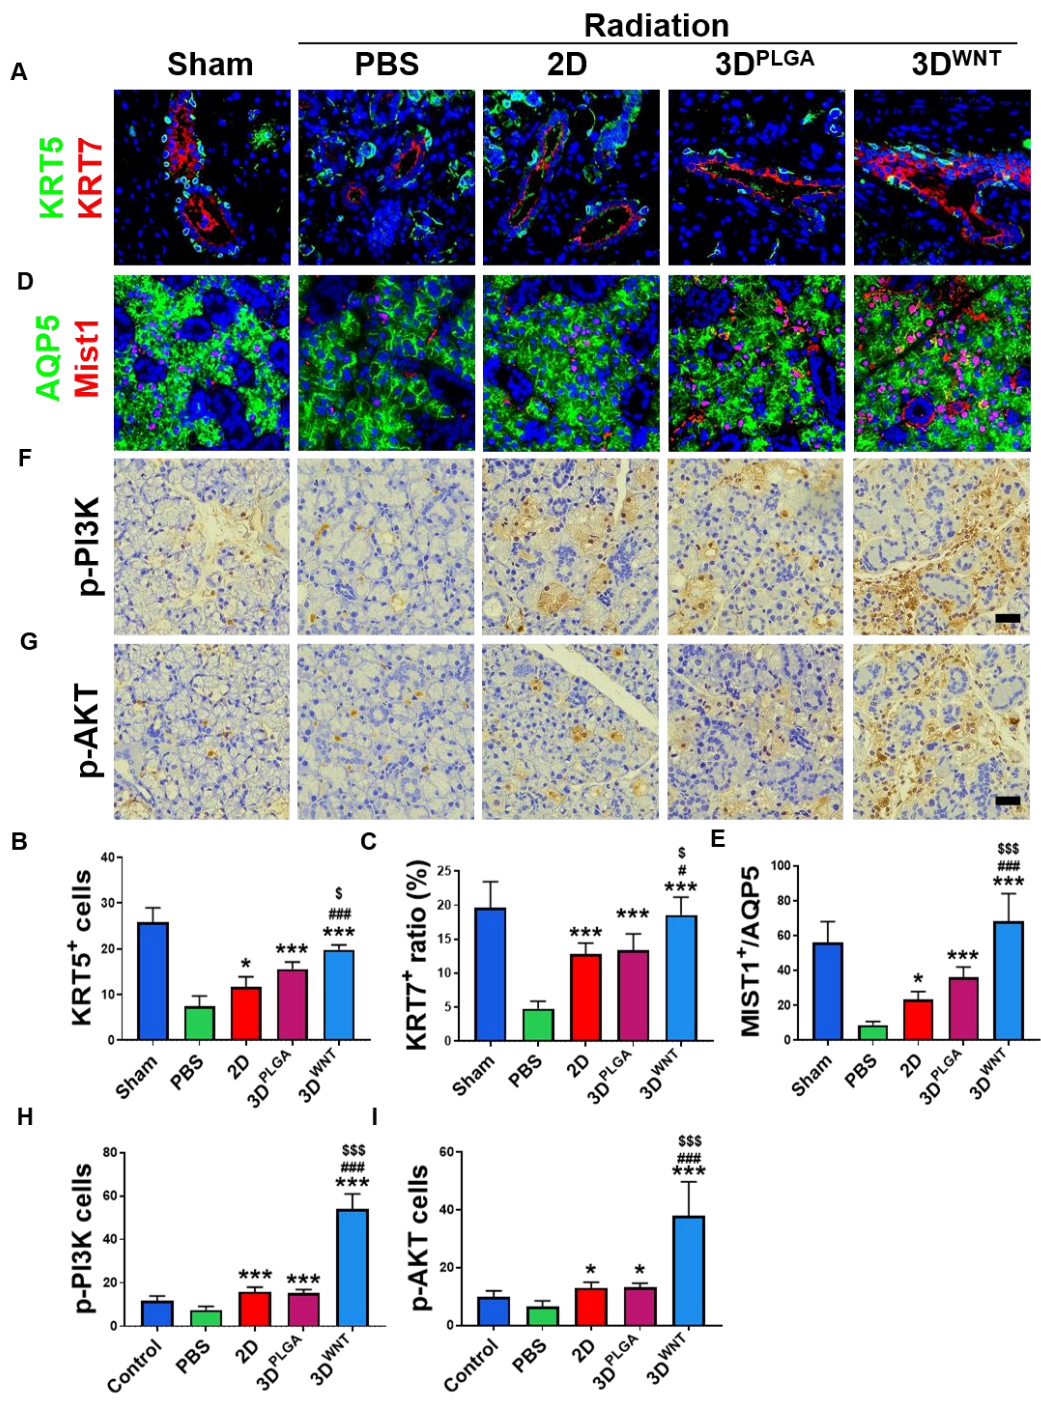 Radiation
Sham PBS 2D 3DPLGA 3DWNT
A
KRT5
KRT7
D
AQP5
Mist1
F
p-PI3K
G
p-AKT
B
KRT5+ cells
40
30
20
10
0
*
***
$
###
***
Sham PBS 2D 3DPLGA 3DWNT
C
KRT7+ ratio (%)
25
20
15
10
5
0
***
***
$
#
***
Sham PBS 2D 3DPLGA 3DWNT
E
MIST1+/AQP5
100
80
60
40
20
0
*
***
$$$
###
***
Sham PBS 2D 3DPLGA 3DWNT
H
p-PI3K cells
80
60
40
20
0
***
***
$$$
###
***
Control PBS 2D 3DPLGA 3DWNT
I
p-AKT cells
60
40
20
0
*
*
$$$
###
***
Control PBS 2D 3DPLGA 3DWNT